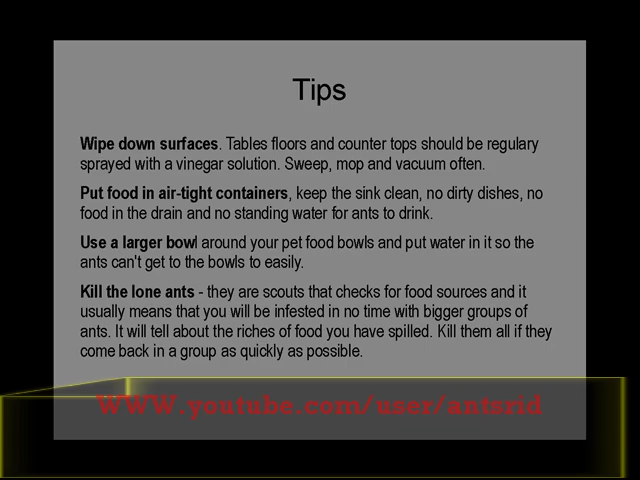 Tips
Wipe down surfaces. Tables floors and counter tops should be regulary
sprayed with a vinegar solution. Sweep, mop and vacuum often.
Put food in air-tight containers, keep the sink clean, no dirty dishes, no
food in the drain and no standing water for ants to drink.
Use a larger bowl around your pet food bowls and put water in it so the
ants can't get to the bowls to easily.
Kill the lone ants - they are scouts that checks for food sources and it
usually means that you will be infested in no time with bigger groups of
ants. It will tell about the riches of food you have spilled. Kill them all if they
come back in a group as quickly as possible.
WWW.youtube.com/user/antsrid